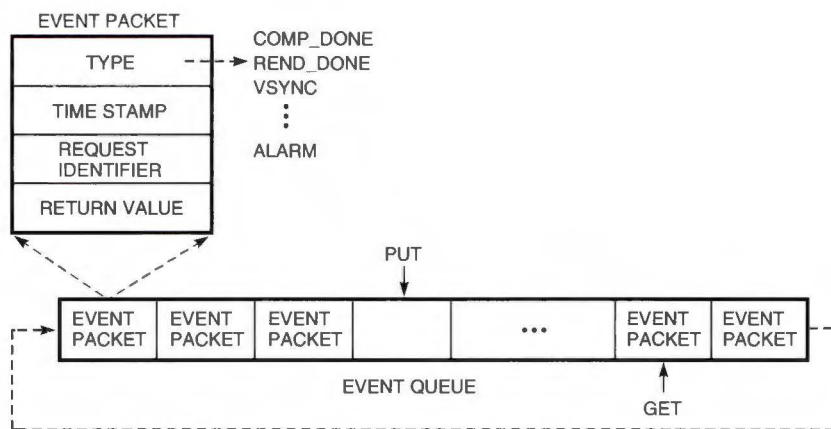 EVENT PACKET
TYPE
COMP_DONE
REND_DONE
VSYNC
ALARM
TIME STAMP
REQUEST
IDENTIFIER
RETURN VALUE
PUT
EVENT
PACKET
EVENT
PACKET
EVENT
PACKET
...
EVENT
PACKET
EVENT
PACKET
EVENT QUEUE
GET